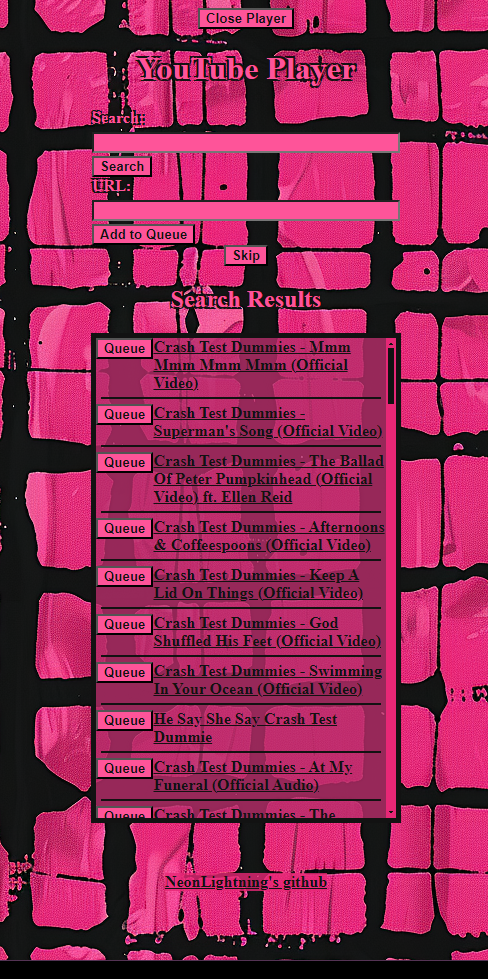 Close Player
YouTube Player
Search:
Search
URL:
Add to Queue
Skip
Search Results
Queue Crash Test Dummies - Mmm
Mmm Mmm Mmm (Official
Video)
Queue Crash Test Dummies -
Superman's Song (Official Video)
Queue Crash Test Dummies - The Ballad
Of Peter Pumpkinhead (Official
Video) ft. Ellen Reid
Queue Crash Test Dummies - Afternoons
& Coffeespoons (Official Video)
Queue Crash Test Dummies - Keep A
Lid On Things (Official Video)
Queue Crash Test Dummies - God
Shuffled His Feet (Official Video)
Queue Crash Test Dummies - Swimming
In Your Ocean (Official Video)
Queue He Say She Say Crash Test
Dummie
Queue Crash Test Dummies - At My
Funeral (Official Audio)
Queue Crash Test Dummies - The
NeonLightning's github